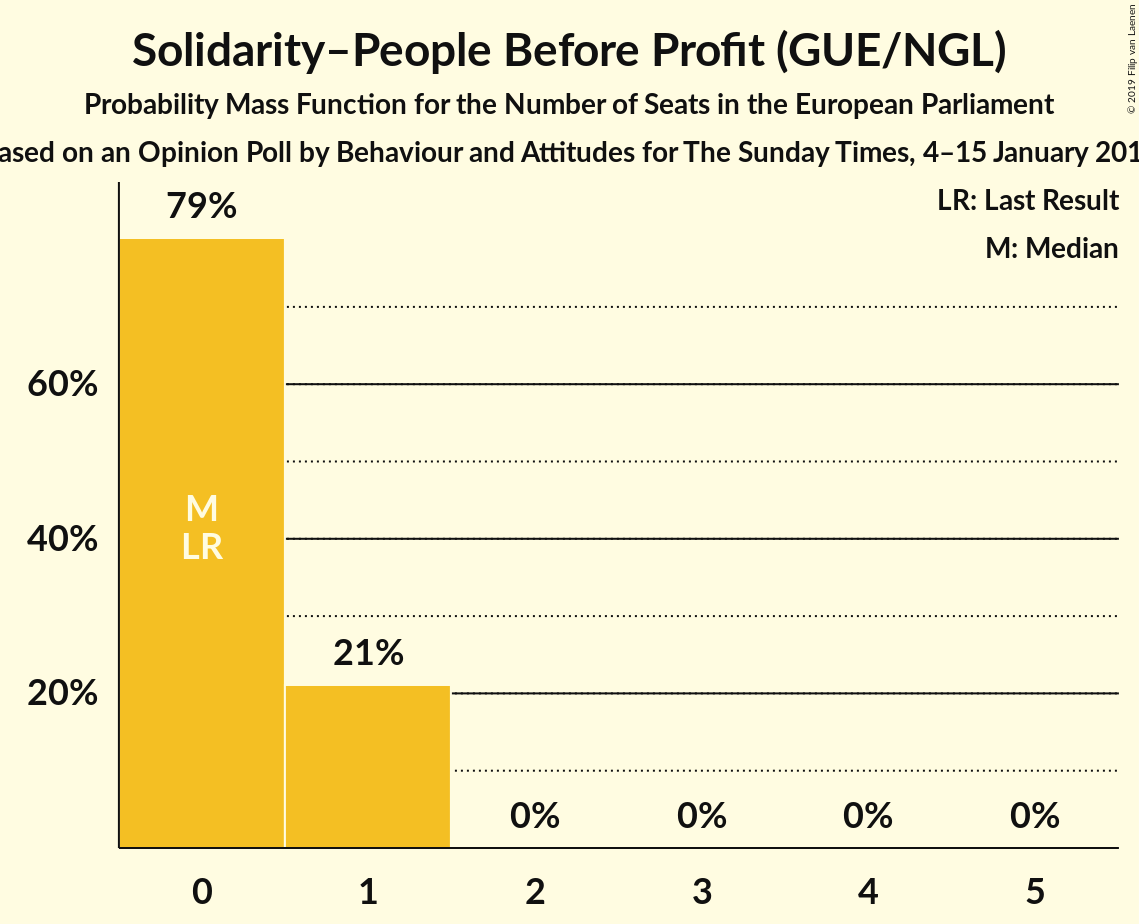 Solidarity–People Before Profit (GUE/NGL)
Probability Mass Function for the Number of Seats in the European Parliament
ased on an Opinion Poll by Behaviour and Attitudes for The Sunday Times, 4–15 January 201
© 2019 Filip van Laenen
LR: Last Result
M: Median
79%
60%
M
40%
LR
21%
20%
0%
0%
0%
0%
0
1
2
3
4
5